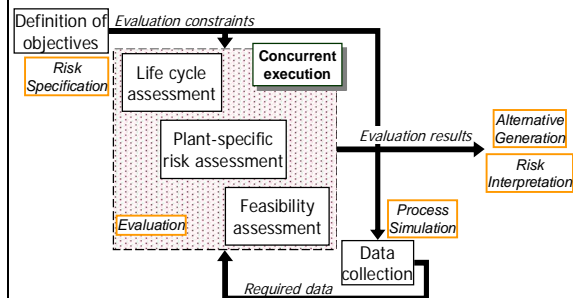 Definition of
objectives
Evaluation constraints
Risk
Specification
Life cycle
assessment
Concurrent
execution
Plant-specific
risk assessment
Evaluation results
Alternative
Generation
Risk
Interpretation
Feasibility
assessment
Evaluation
Process
Simulation
Data
collection
Required data